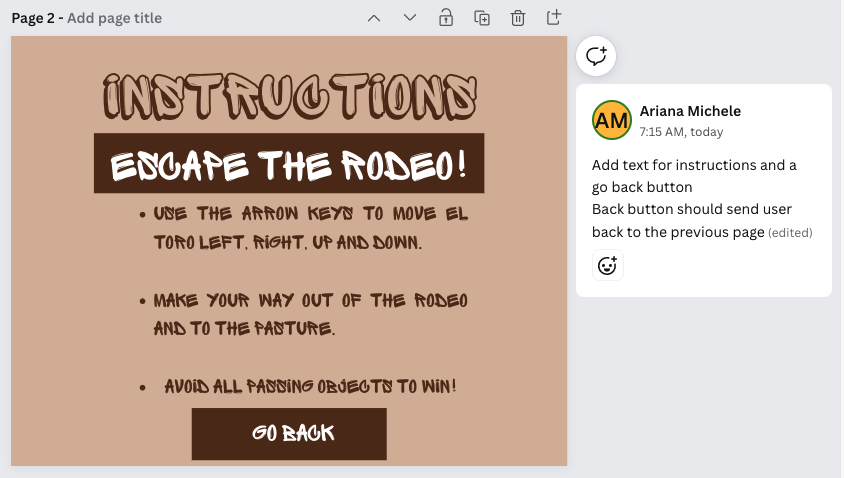 Page 2 - Add page title
INSTRUCTIONS
ESCAPE THE RODEO!
• USE THE ARROW KEYS TO MOVE EL
TORO LEFT, RIGHT, UP AND DOWN.
• MAKE YOUR WAY OUT OF THE RODEO
AND TO THE PASTURE.
• AVOID ALL PASSING OBJECTS TO WIN!
GO BACK
AM
Ariana Michele
7:15 AM, today
Add text for instructions and a
go back button
Back button should send user
back to the previous page (edited)